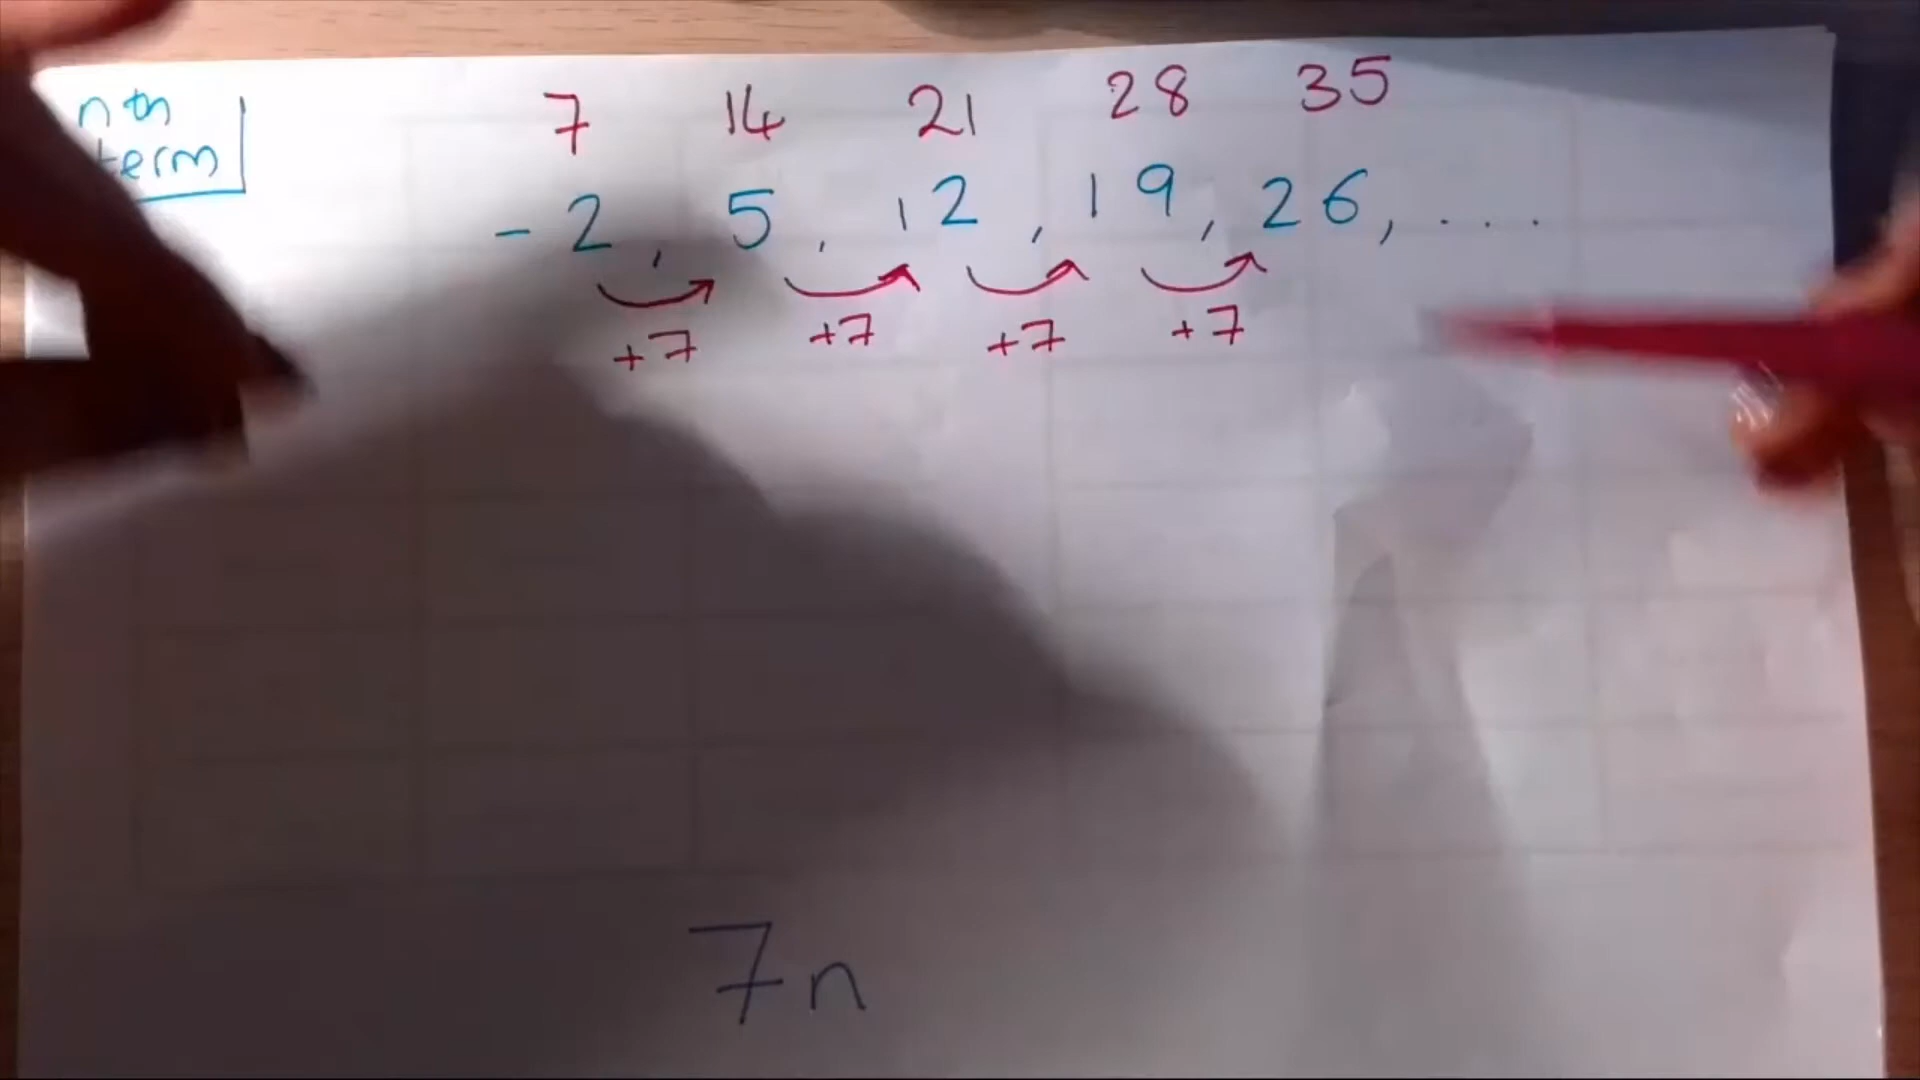 nth
term
7 14 21 28 35
-2, 5, 12, 19, 26, ....
+7 +7 +7 +7
7n